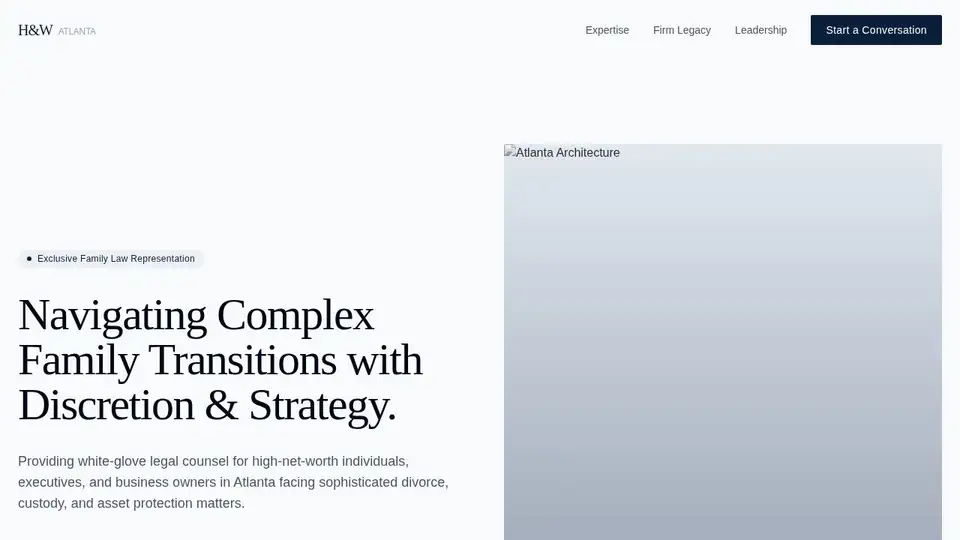 H&W ATLANTA
Expertise
Firm Legacy
Leadership
Start a Conversation
Atlanta Architecture
Exclusive Family Law Representation
Navigating Complex
Family Transitions with
Discretion & Strategy.
Providing white-glove legal counsel for high-net-worth individuals,
executives, and business owners in Atlanta facing sophisticated divorce,
custody, and asset protection matters.